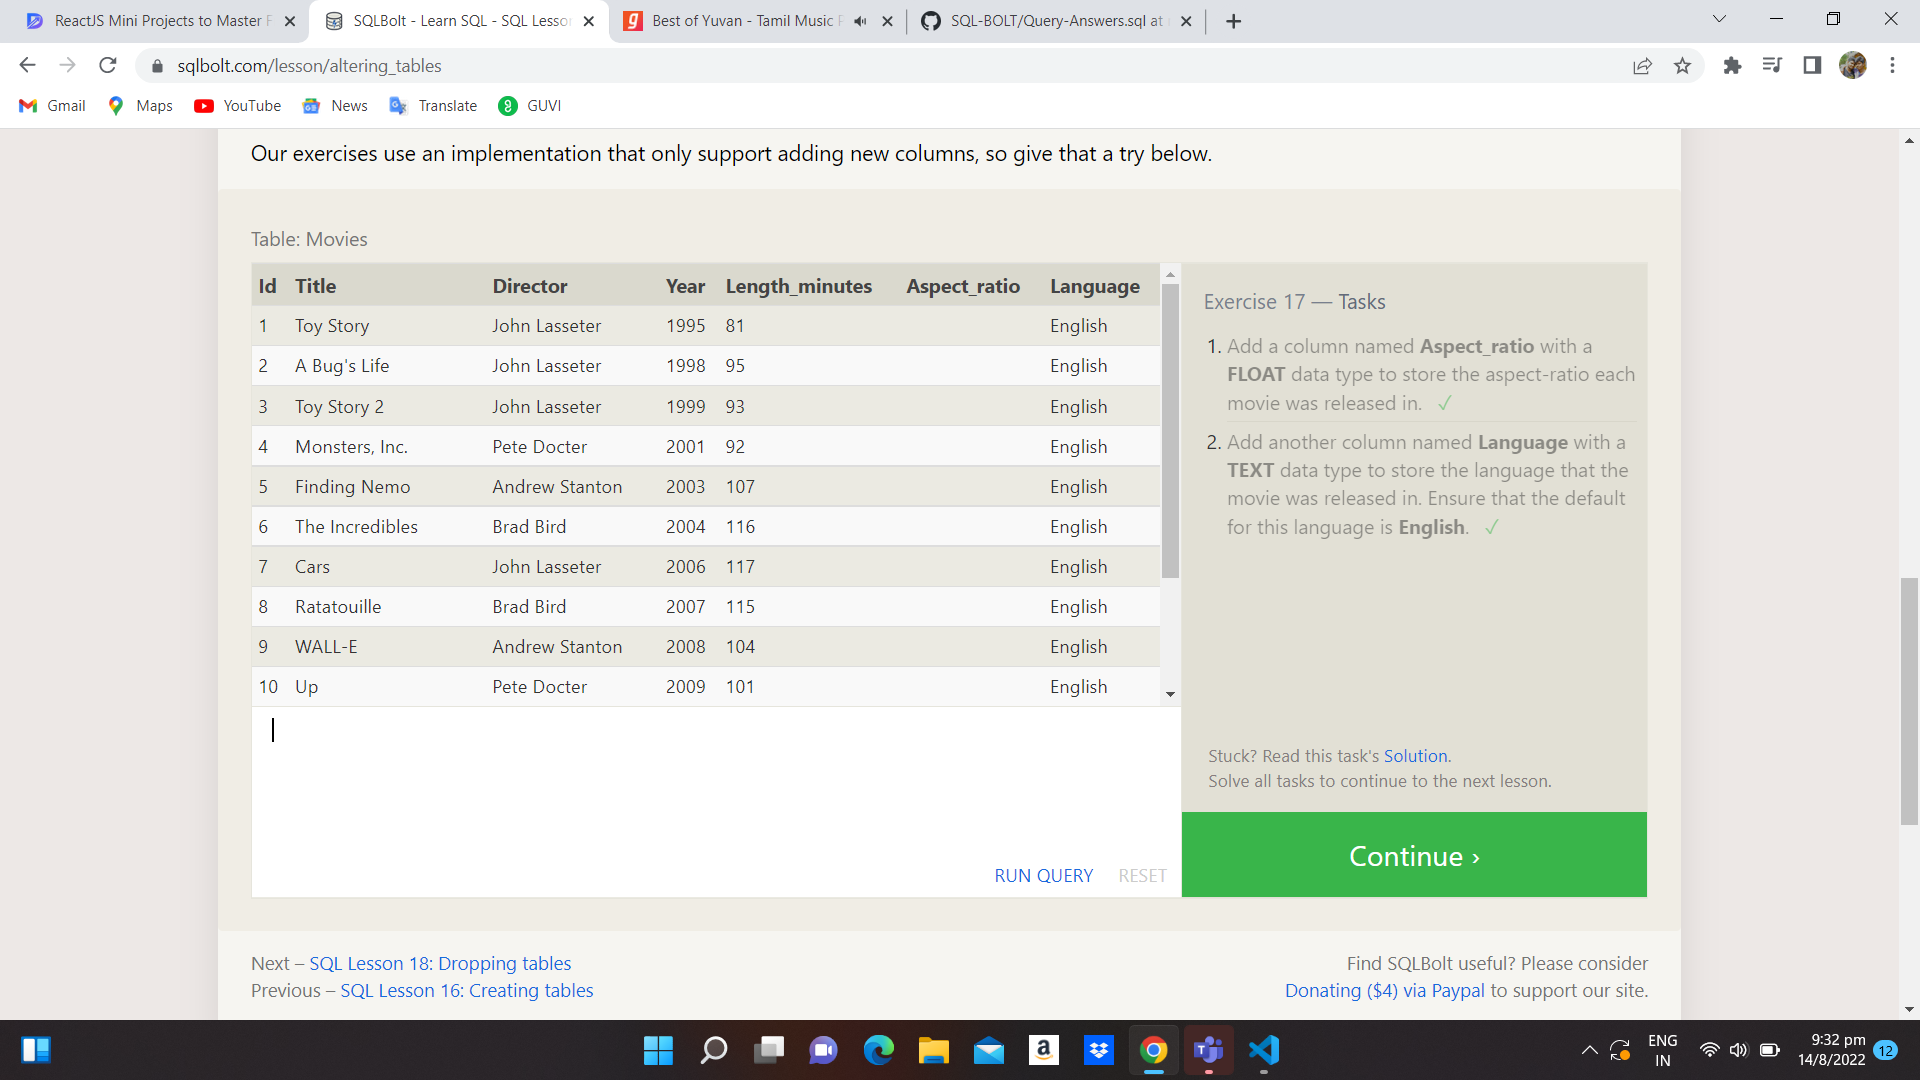 ReactJS Mini Projects to Master F
SQLBolt - Learn SQL - SQL Lesson
Best of Yuvan - Tamil Music P
SQL-BOLT/Query-Answers.sql at
sqlbolt.com/lesson/altering_tables
Gmail Maps YouTube News Translate GUVI
Our exercises use an implementation that only support adding new columns, so give that a try below.
Table: Movies
Id Title Director Year Length_minutes Aspect_ratio Language
1 Toy Story John Lasseter 1995 81 English
2 A Bug's Life John Lasseter 1998 95 English
3 Toy Story 2 John Lasseter 1999 93 English
4 Monsters, Inc. Pete Docter 2001 92 English
5 Finding Nemo Andrew Stanton 2003 107 English
6 The Incredibles Brad Bird 2004 116 English
7 Cars John Lasseter 2006 117 English
8 Ratatouille Brad Bird 2007 115 English
9 WALL-E Andrew Stanton 2008 104 English
10 Up Pete Docter 2009 101 English
RUN QUERY RESET
Exercise 17 — Tasks
1. Add a column named Aspect_ratio with a
FLOAT data type to store the aspect-ratio each
movie was released in. ✓
2. Add another column named Language with a
TEXT data type to store the language that the
movie was released in. Ensure that the default
for this language is English. ✓
Stuck? Read this task's Solution.
Solve all tasks to continue to the next lesson.
Continue ›
Next – SQL Lesson 18: Dropping tables
Previous – SQL Lesson 16: Creating tables
Find SQLBolt useful? Please consider
Donating ($4) via Paypal to support our site.
ENG
IN
9:32 pm
14/8/2022
12